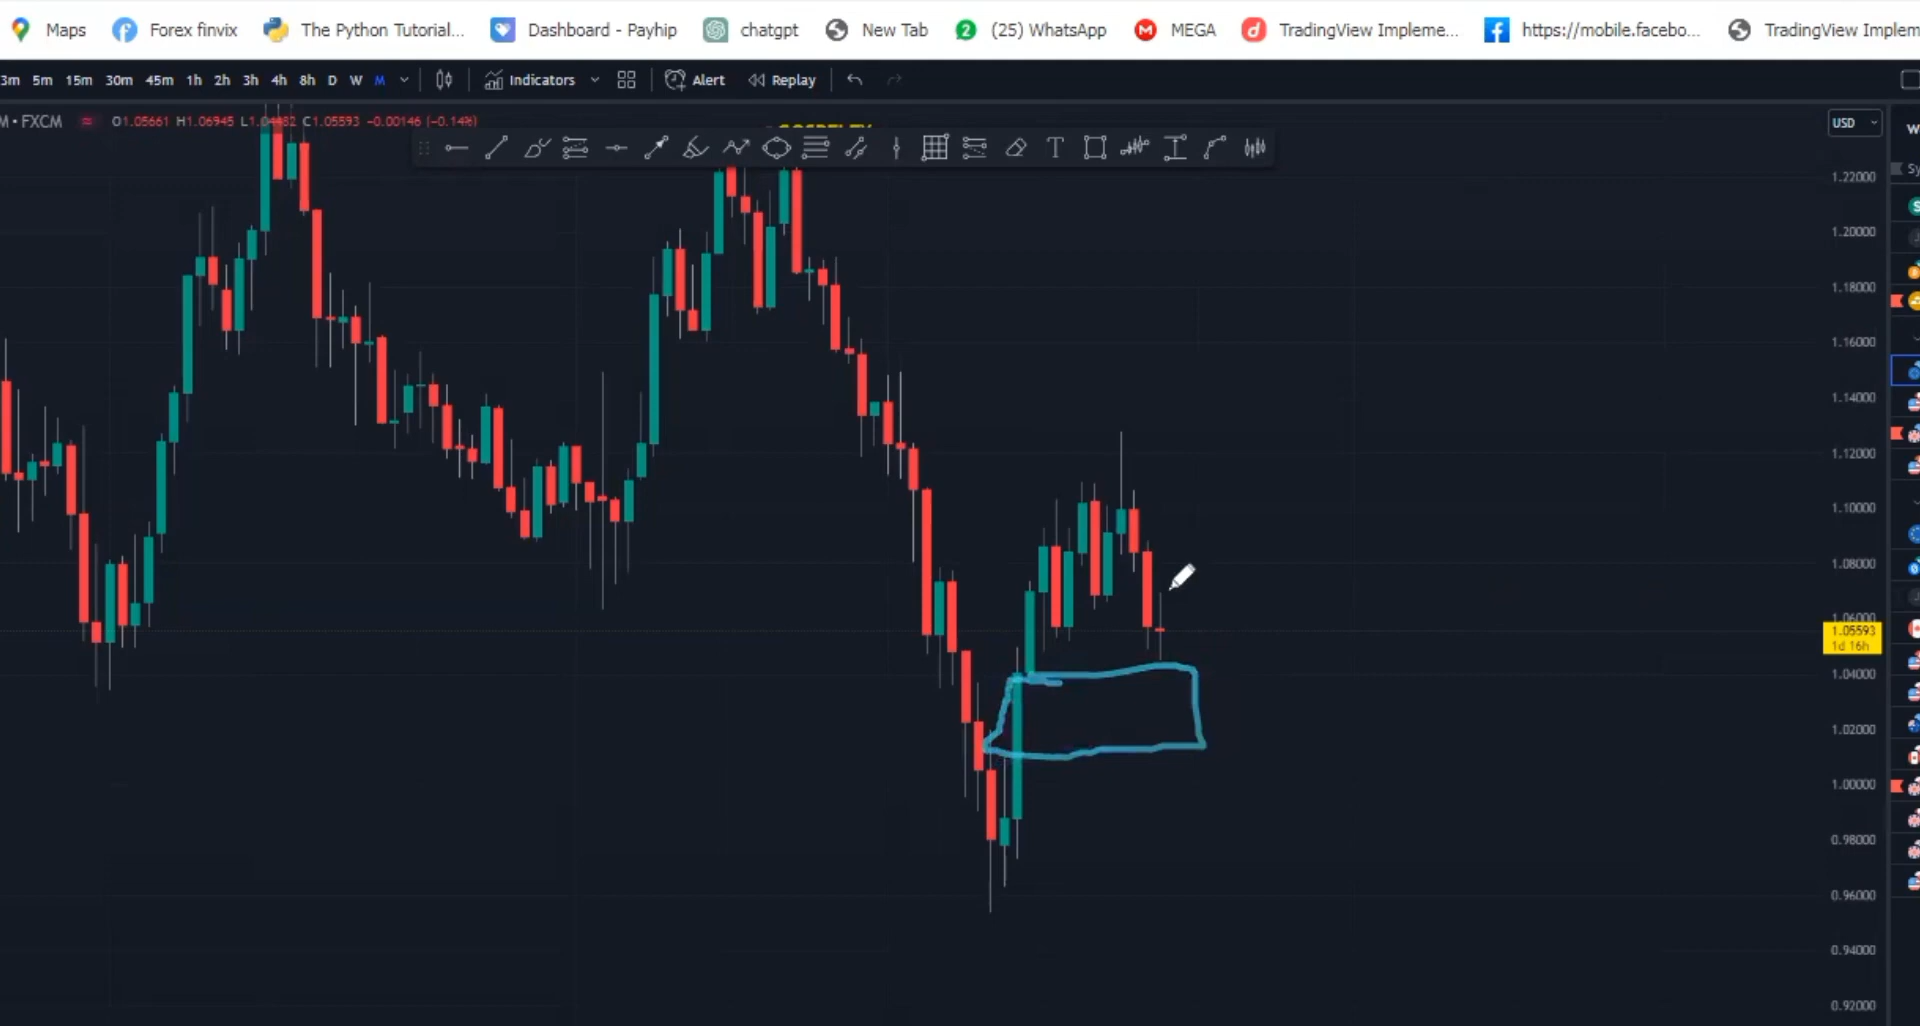 Maps Forex finvix The Python Tutorial... Dashboard - Payhip chatgpt New Tab 2 (25) WhatsApp M MEGA TradingView Impleme... https://mobile.facebo... TradingView Implem
3m 5m 15m 30m 45m 1h 2h 3h 4h 8h D W M Indicators Alert Replay
M • FXCM O1.05661 H1.06945 L1.04482 C1.05593 -0.00146 (-0.14%)
USD
W
T
Sy
1.22000
1.20000
1.18000
1.16000
1.14000
1.12000
1.10000
1.08000
1.06000
1.05593
1d 16h
1.04000
1.02000
1.00000
0.98000
0.96000
0.94000
0.92000